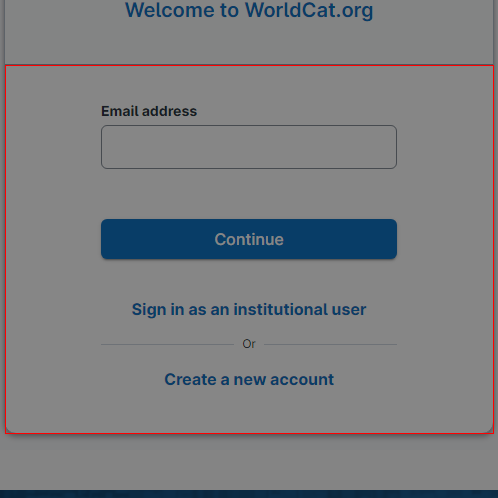 Welcome to WorldCat.org
Email address
Continue
Sign in as an institutional user
Or
Create a new account